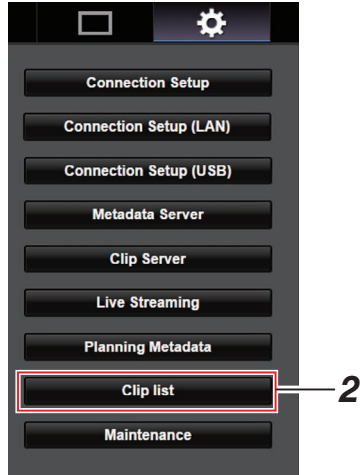 Connection Setup
Connection Setup (LAN)
Connection Setup (USB)
Metadata Server
Clip Server
Live Streaming
Planning Metadata
Clip list
2
Maintenance